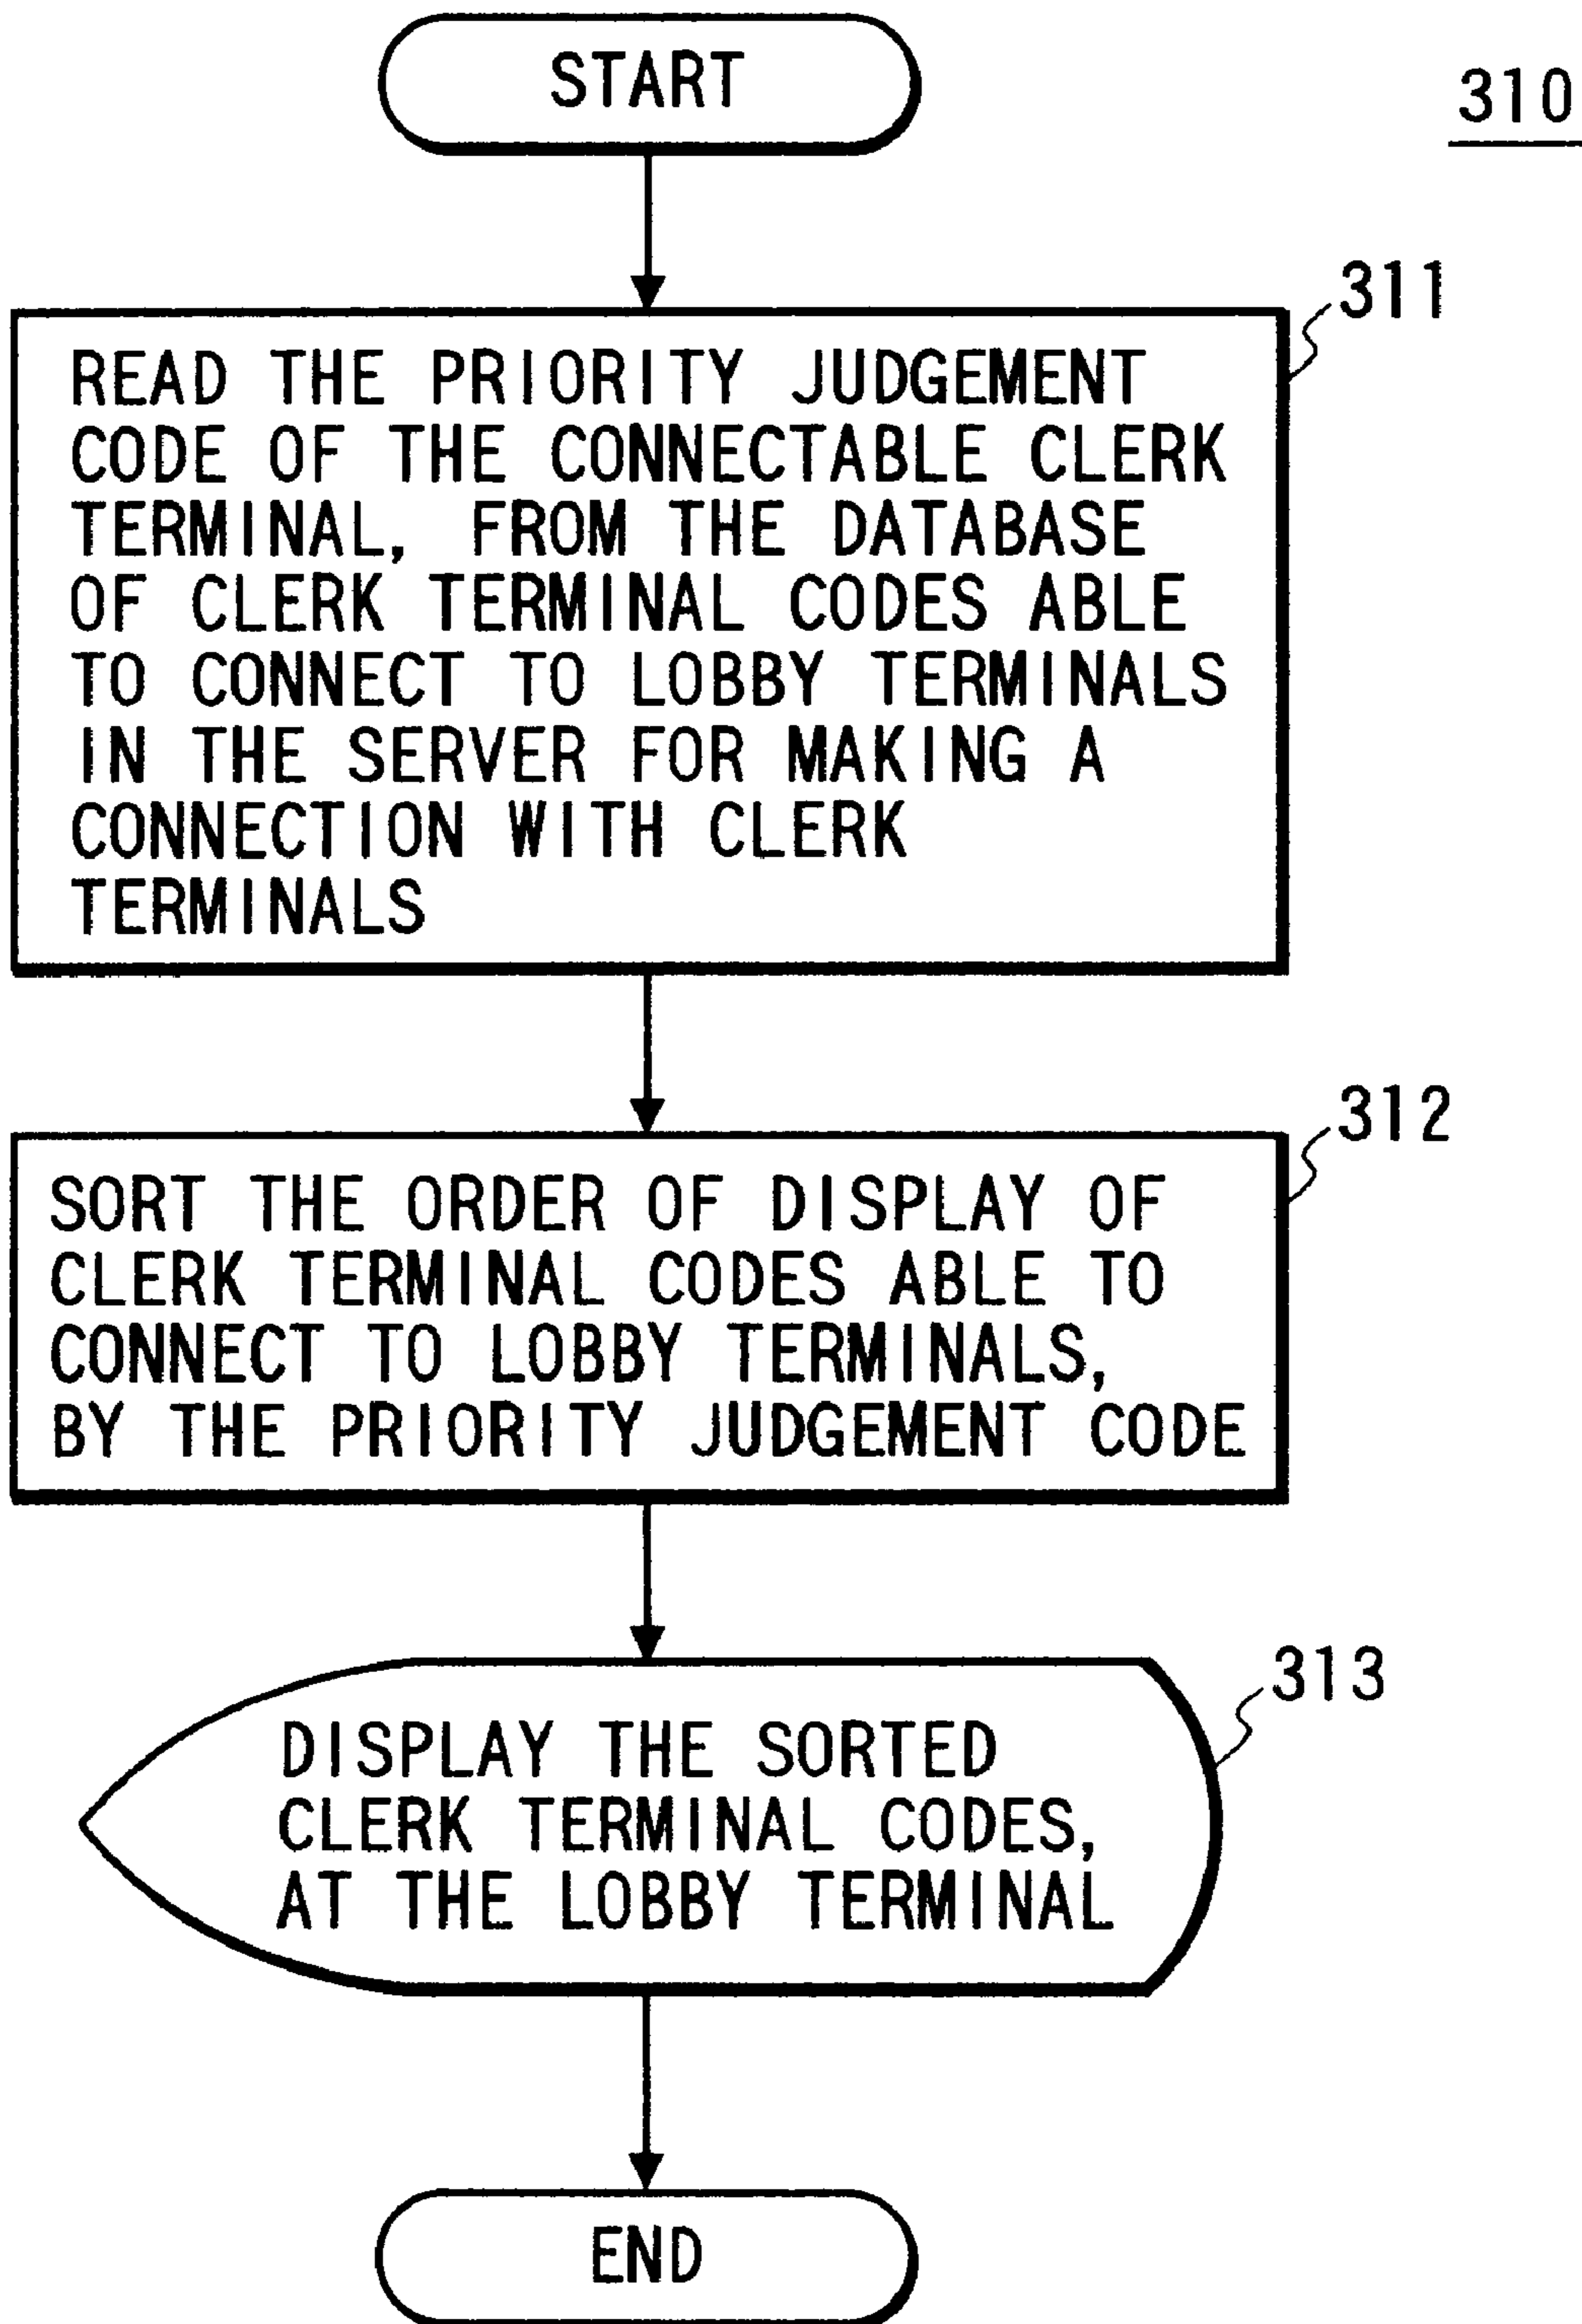 START
310
311
READ THE PRIORITY JUDGEMENT
CODE OF THE CONNECTABLE CLERK
TERMINAL, FROM THE DATABASE
OF CLERK TERMINAL CODES ABLE
TO CONNECT TO LOBBY TERMINALS
IN THE SERVER FOR MAKING A
CONNECTION WITH CLERK
TERMINALS
312
SORT THE ORDER OF DISPLAY OF
CLERK TERMINAL CODES ABLE TO
CONNECT TO LOBBY TERMINALS,
BY THE PRIORITY JUDGEMENT CODE
313
DISPLAY THE SORTED
CLERK TERMINAL CODES,
AT THE LOBBY TERMINAL
END